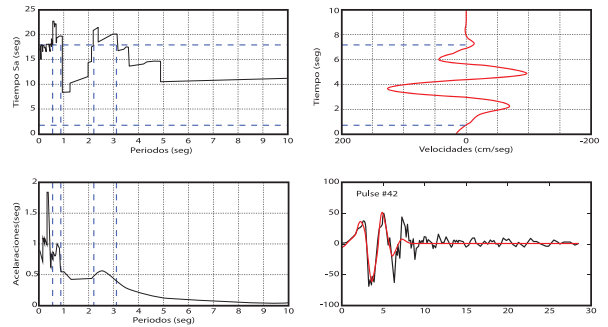 25
20
15
10
5
0
Tiempo Sa (seg)
0 1 2 3 4 5 6 7 8 9 10
Periodos (seg)
10
8
6
4
2
0
Tiempo (seg)
200 100 0 -100 -200
Velocidades (cm/seg)
2
1.5
1
0.5
0
Acelaraciones(seg)
0 1 2 3 4 5 6 7 8 9 10
Periodos (seg)
Pulse #42
100
50
0
-50
-100
0 5 10 15 20 25 30